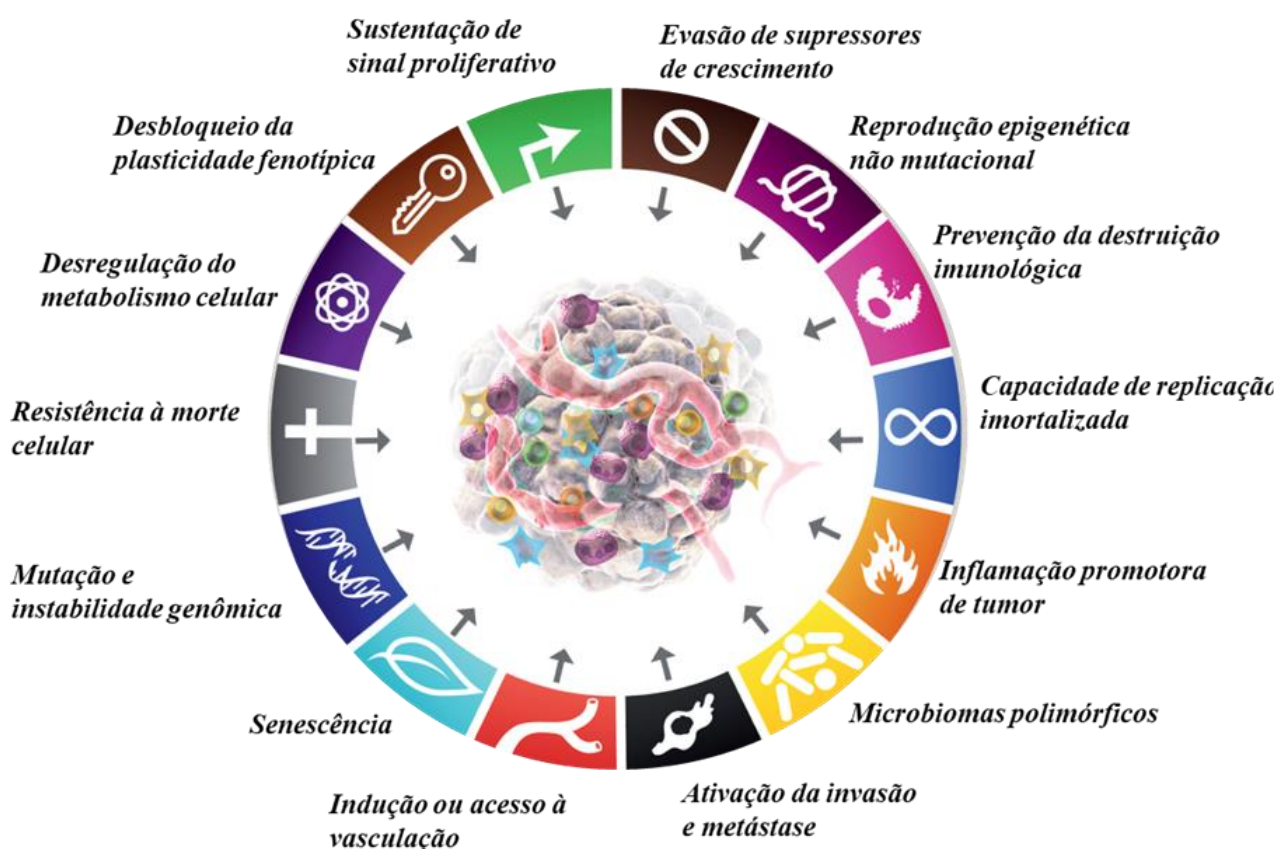 Sustentação de
sinal proliferativo
Evasão de supressores
de crescimento
Desbloqueio da
plasticidade fenotípica
Reprodução epigenética
não mutacional
Desregulação do
metabolismo celular
Prevenção da destruição
imunológica
Resistência à morte
celular
Capacidade de replicação
imortalizada
Mutação e
instabilidade genômica
Inflamação promotora
de tumor
Senescência
Microbiomas polimórficos
Indução ou acesso à
vasculação
Ativação da invasão
e metástase